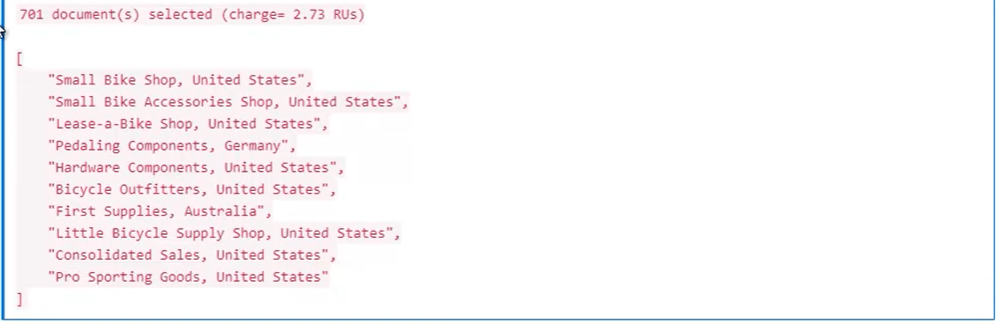 701 document(s) selected (charge= 2.73 RUs)
[
"Small Bike Shop, United States",
"Small Bike Accessories Shop, United States",
"Lease-a-Bike Shop, United States",
"Pedaling Components, Germany",
"Hardware Components, United States",
"Bicycle Outfitters, United States",
"First Supplies, Australia",
"Little Bicycle Supply Shop, United States",
"Consolidated Sales, United States",
"Pro Sporting Goods, United States"
]